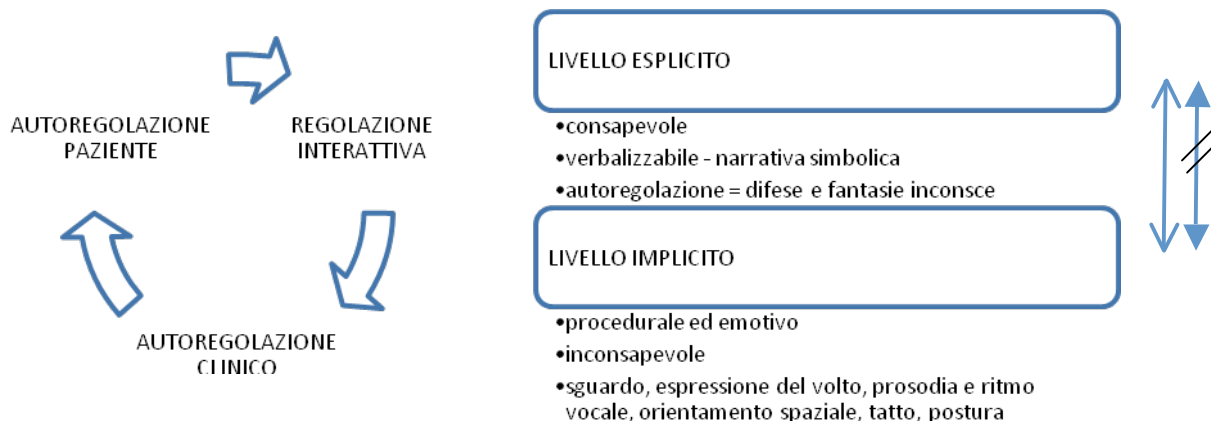 AUTOREGOLAZIONE
PAZIENTE
REGOLAZIONE
INTERATTIVA
AUTOREGOLAZIONE
CLINICO
LIVELLO ESPLICITO
•consapevole
•verbalizzabile - narrativa simbolica
•autoregolazione = difese e fantasie inconsce
LIVELLO IMPLICITO
•procedurale ed emotivo
•inconsapevole
•sguardo, espressione del volto, prosodia e ritmo
vocale, orientamento spaziale, tatto, postura